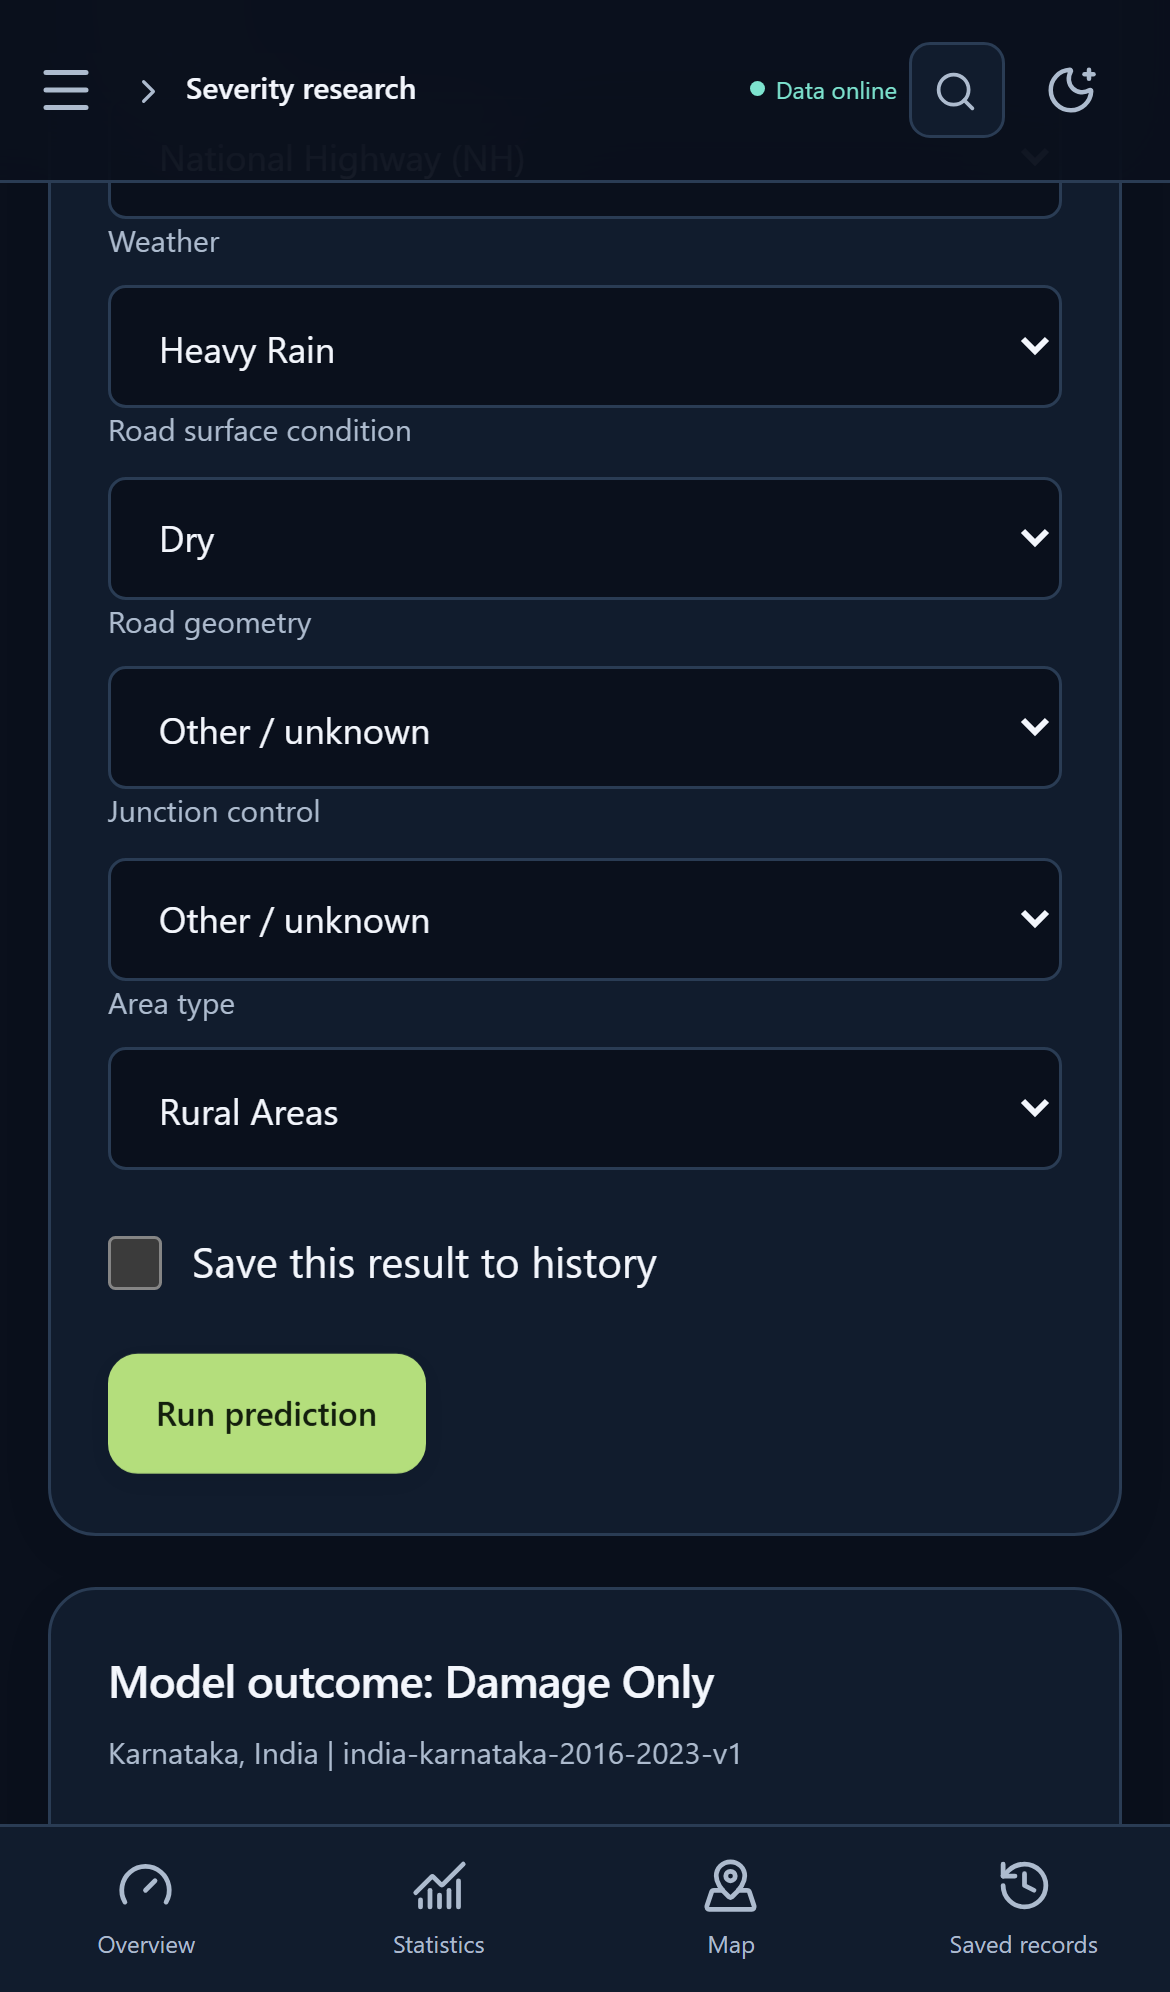 Severity research
Data online
National Highway (NH)
Weather
Heavy Rain
Road surface condition
Dry
Road geometry
Other / unknown
Junction control
Other / unknown
Area type
Rural Areas
Save this result to history
Run prediction
Model outcome: Damage Only
Karnataka, India | india-karnataka-2016-2023-v1
Overview
Statistics
Map
Saved records